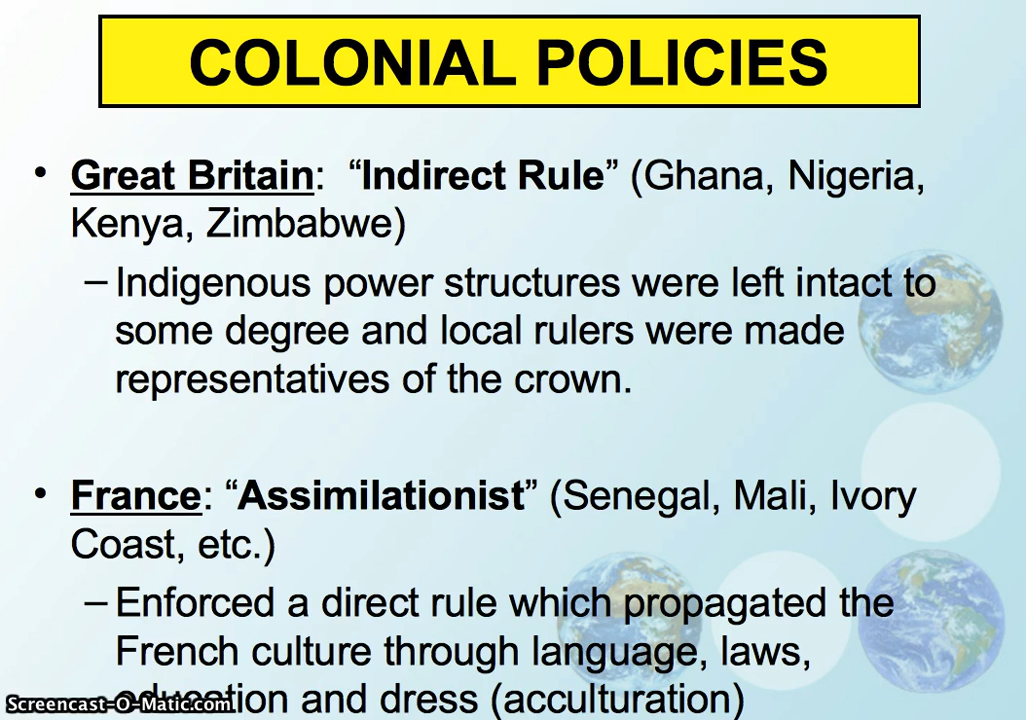 COLONIAL POLICIES
• Great Britain: “Indirect Rule” (Ghana, Nigeria,
Kenya, Zimbabwe)
– Indigenous power structures were left intact to
some degree and local rulers were made
representatives of the crown.
• France: “Assimilationist” (Senegal, Mali, Ivory
Coast, etc.)
– Enforced a direct rule which propagated the
French culture through language, laws,
education and dress (acculturation)
Screencast-O-Matic.com